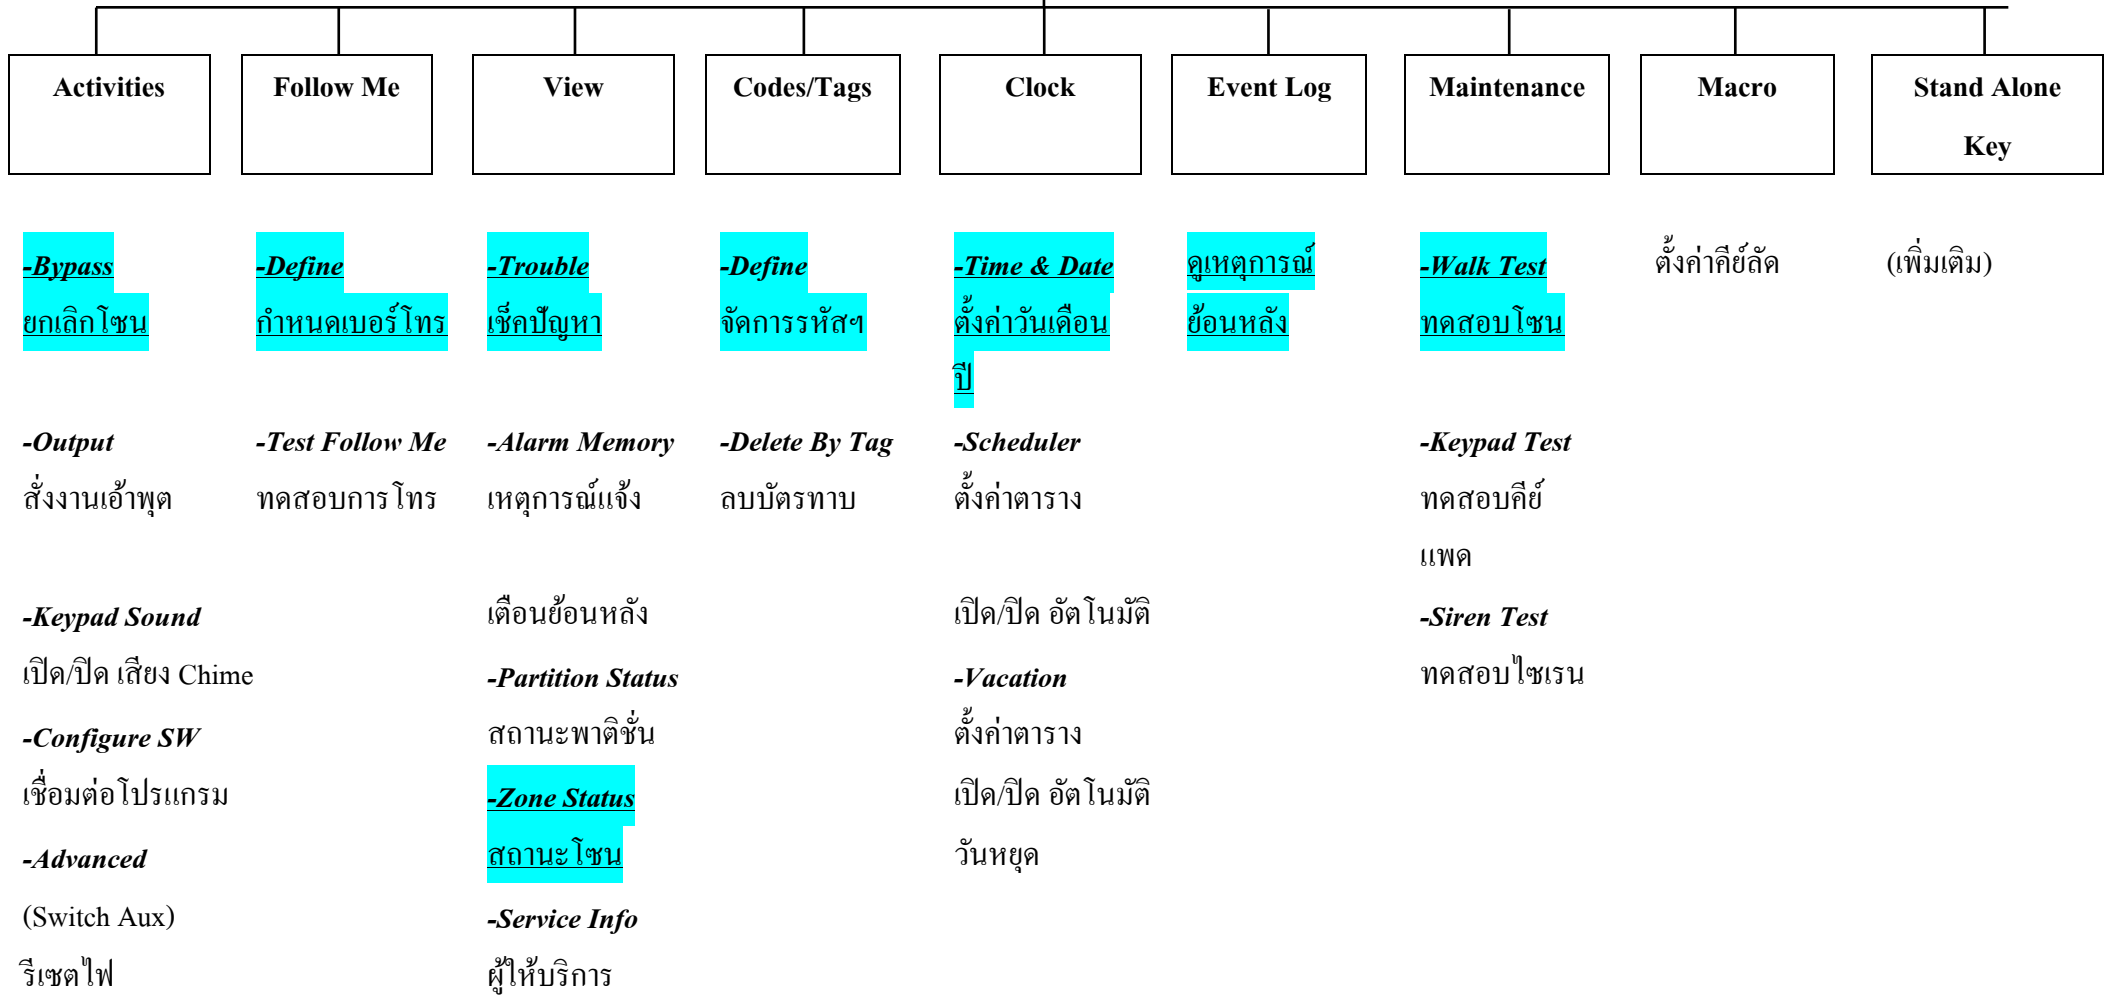 Activities
Follow Me
View
Codes/Tags
Clock
Event Log
Maintenance
Macro
Stand Alone
Key
-Bypass
ยกเลิกโซน
-Output
สั่งงานเอ้าพุต
-Keypad Sound
เปิด/ปิด เสียง Chime
-Configure SW
เชื่อมต่อโปรแกรม
-Advanced
(Switch Aux)
รีเซตไฟ
-Define
กำหนดเบอร์โทร
-Test Follow Me
ทดสอบการโทร
-Trouble
เช็คปัญหา
-Alarm Memory
เหตุการณ์แจ้ง
เตือนย้อนหลัง
-Partition Status
สถานะพาติชั่น
-Zone Status
สถานะโซน
-Service Info
ผู้ให้บริการ
-Define
จัดการรหัสฯ
-Delete By Tag
ลบบัตรทาบ
-Time & Date
ตั้งค่าวันเดือน
ปี
-Scheduler
ตั้งค่าตาราง
เปิด/ปิด อัตโนมัติ
-Vacation
ตั้งค่าตาราง
เปิด/ปิด อัตโนมัติ
วันหยุด
ดูเหตุการณ์
ย้อนหลัง
-Walk Test
ทดสอบโซน
-Keypad Test
ทดสอบคีย์
แพด
-Siren Test
ทดสอบไซเรน
ตั้งค่าคีย์ลัด
(เพิ่มเติม)